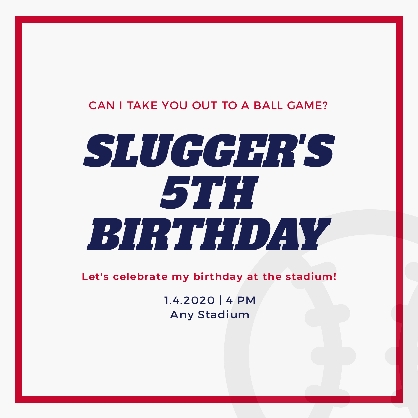 CAN I TAKE YOU OUT TO A BALL GAME?
SLUGGER'S
5TH
BIRTHDAY
Let's celebrate my birthday at the stadium!
1.4.2020 | 4 PM
Any Stadium